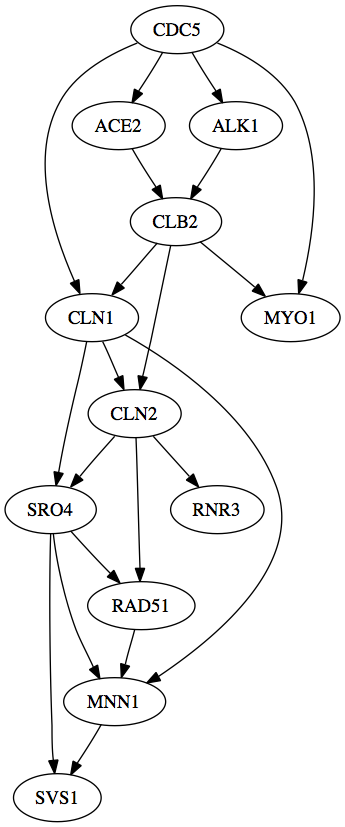 CDC5
ACE2
ALK1
CLB2
CLN1
MYO1
CLN2
SRO4
RNR3
RAD51
MNN1
SVS1